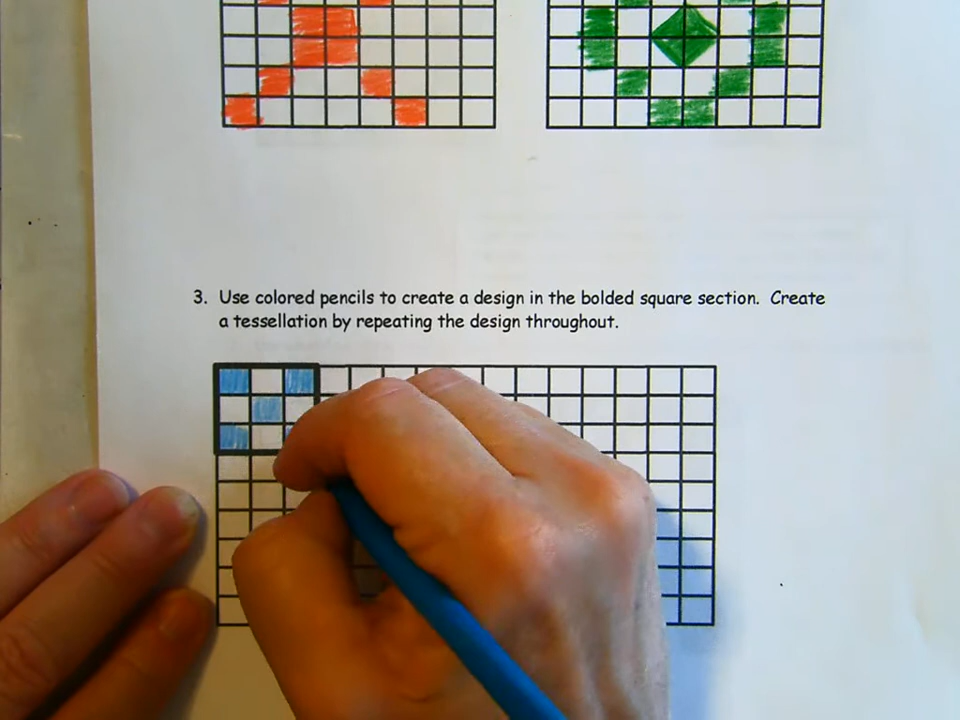 3. Use colored pencils to create a design in the bolded square section. Create
a tessellation by repeating the design throughout.